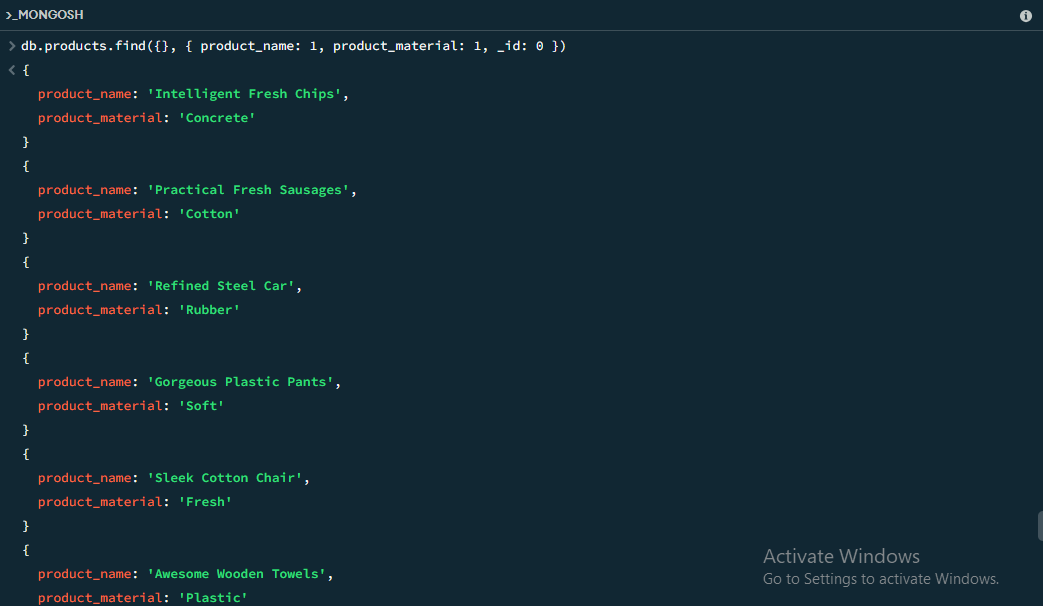 >_MONGOSH
> db.products.find({}, { product_name: 1, product_material: 1, _id: 0 })
< {
product_name: 'Intelligent Fresh Chips',
product_material: 'Concrete'
}
{
product_name: 'Practical Fresh Sausages',
product_material: 'Cotton'
}
{
product_name: 'Refined Steel Car',
product_material: 'Rubber'
}
{
product_name: 'Gorgeous Plastic Pants',
product_material: 'Soft'
}
{
product_name: 'Sleek Cotton Chair',
product_material: 'Fresh'
}
{
product_name: 'Awesome Wooden Towels',
product_material: 'Plastic'
Activate Windows
Go to Settings to activate Windows.